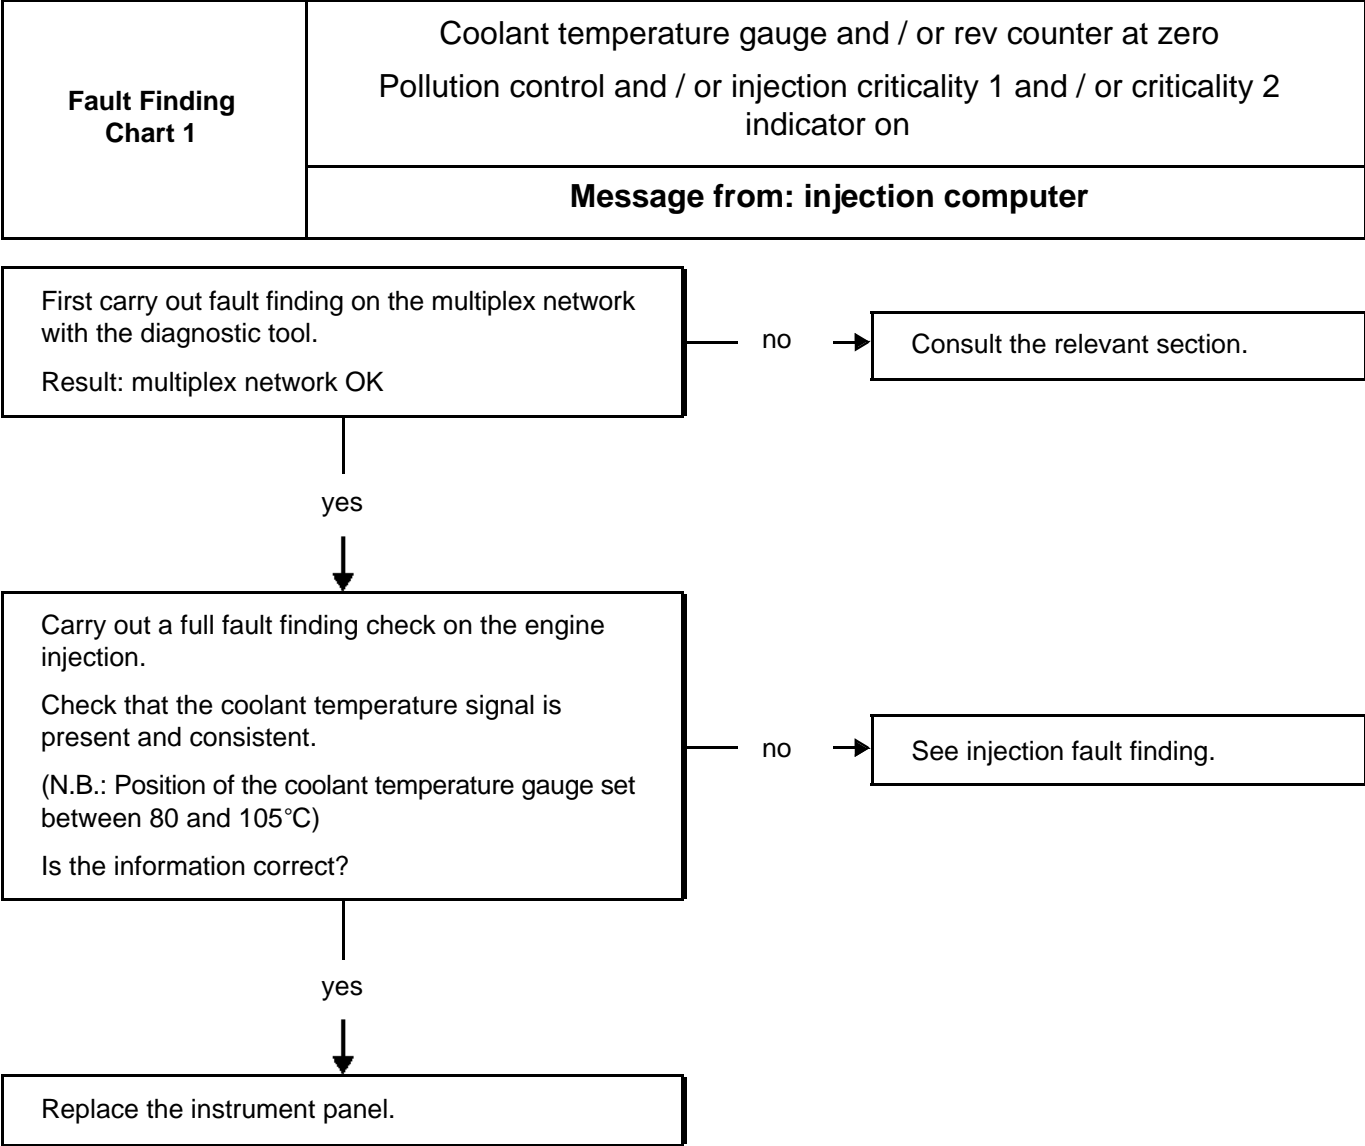 Fault Finding
Chart 1
Coolant temperature gauge and / or rev counter at zero
Pollution control and / or injection criticality 1 and / or criticality 2
indicator on
Message from: injection computer
First carry out fault finding on the multiplex network
with the diagnostic tool.
Result: multiplex network OK
no
Consult the relevant section.
yes
Carry out a full fault finding check on the engine
injection.
Check that the coolant temperature signal is
present and consistent.
(N.B.: Position of the coolant temperature gauge set
between 80 and 105°C)
Is the information correct?
no
See injection fault finding.
yes
Replace the instrument panel.